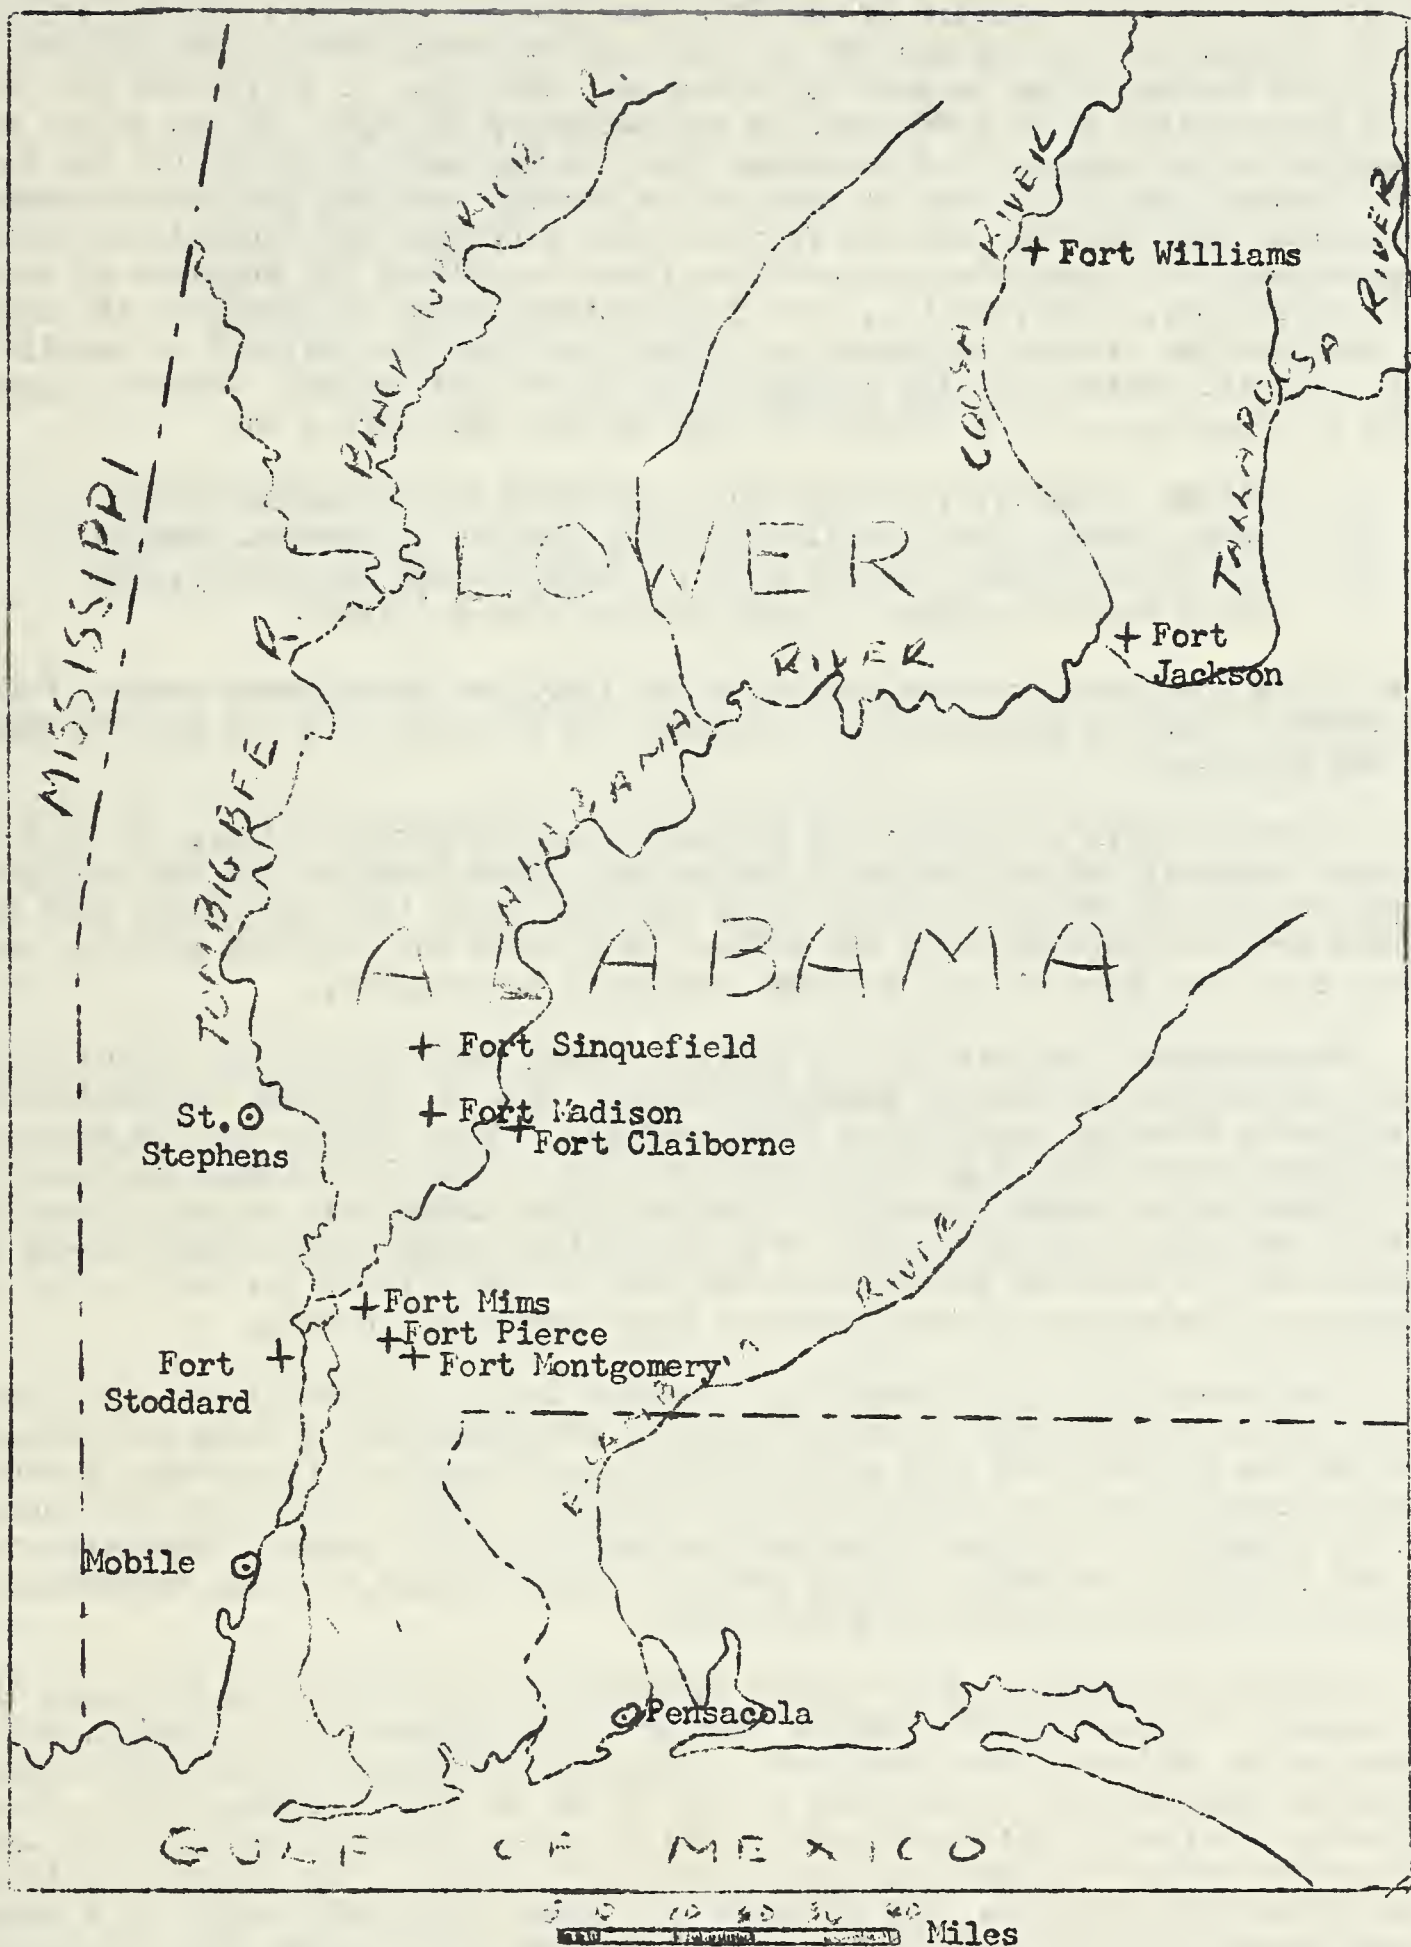 R.
WARRIOR
BLACK
RIVER
COOSA
+ Fort Williams
RIVER
TALLAPOOSA
MISSISSIPPI
LOWER
R.
TOMBIGBEE
RIVER
ALABAMA
+ Fort
Jackson
ALABAMA
+ Fort Sinquefield
St.
Stephens
+ Fort Madison
+ Fort Claiborne
RIVER
+ Fort Mims
+ Fort Pierce
+ Fort Montgomery
Fort +
Stoddard
Mobile
Pensacola
GULF OF MEXICO
Miles